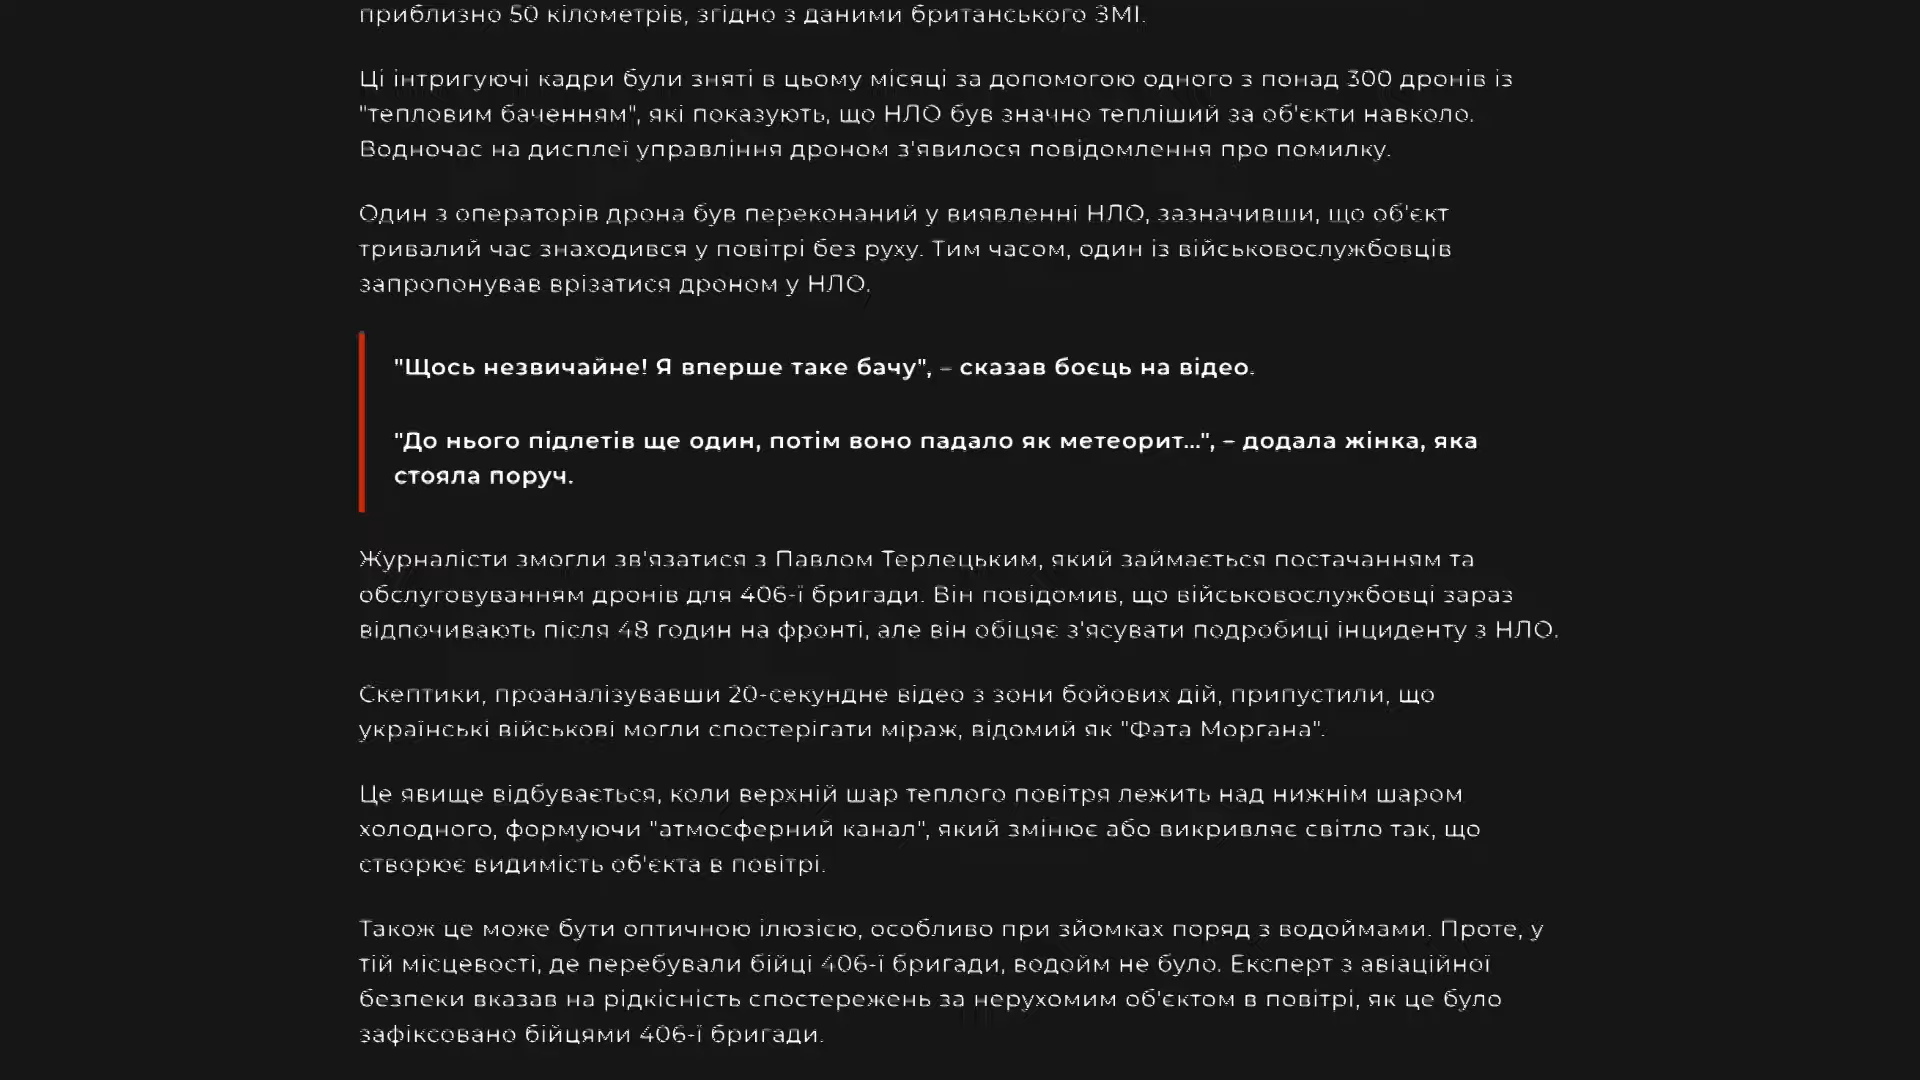 приблизно 50 кілометрів, згідно з даними британського ЗМІ.
Ці інтригуючі кадри були зняті в цьому місяці за допомогою одного з понад 300 дронів із
"тепловим баченням", які показують, що НЛО був значно тепліший за об'єкти навколо.
Водночас на дисплеї управління дроном з'явилося повідомлення про помилку.
Один з операторів дрона був переконаний у виявленні НЛО, зазначивши, що об'єкт
тривалий час знаходився у повітрі без руху. Тим часом, один із військовослужбовців
запропонував врізатися дроном у НЛО.
"Щось незвичайне! Я вперше таке бачу", – сказав боєць на відео.
"До нього підлетів ще один, потім воно падало як метеорит...", – додала жінка, яка
стояла поруч.
Журналісти змогли зв'язатися з Павлом Терлецьким, який займається постачанням та
обслуговуванням дронів для 406-ї бригади. Він повідомив, що військовослужбовці зараз
відпочивають після 48 годин на фронті, але він обіцяє з'ясувати подробиці інциденту з НЛО.
Скептики, проаналізувавши 20-секундне відео з зони бойових дій, припустили, що
українські військові могли спостерігати міраж, відомий як "Фата Моргана".
Це явище відбувається, коли верхній шар теплого повітря лежить над нижнім шаром
холодного, формуючи "атмосферний канал", який змінює або викривляє світло так, що
створює видимість об'єкта в повітрі.
Також це може бути оптичною ілюзією, особливо при зйомках поряд з водоймами. Проте, у
тій місцевості, де перебували бійці 406-ї бригади, водойм не було. Експерт з авіаційної
безпеки вказав на рідкісність спостережень за нерухомим об'єктом в повітрі, як це було
зафіксовано бійцями 406-ї бригади.